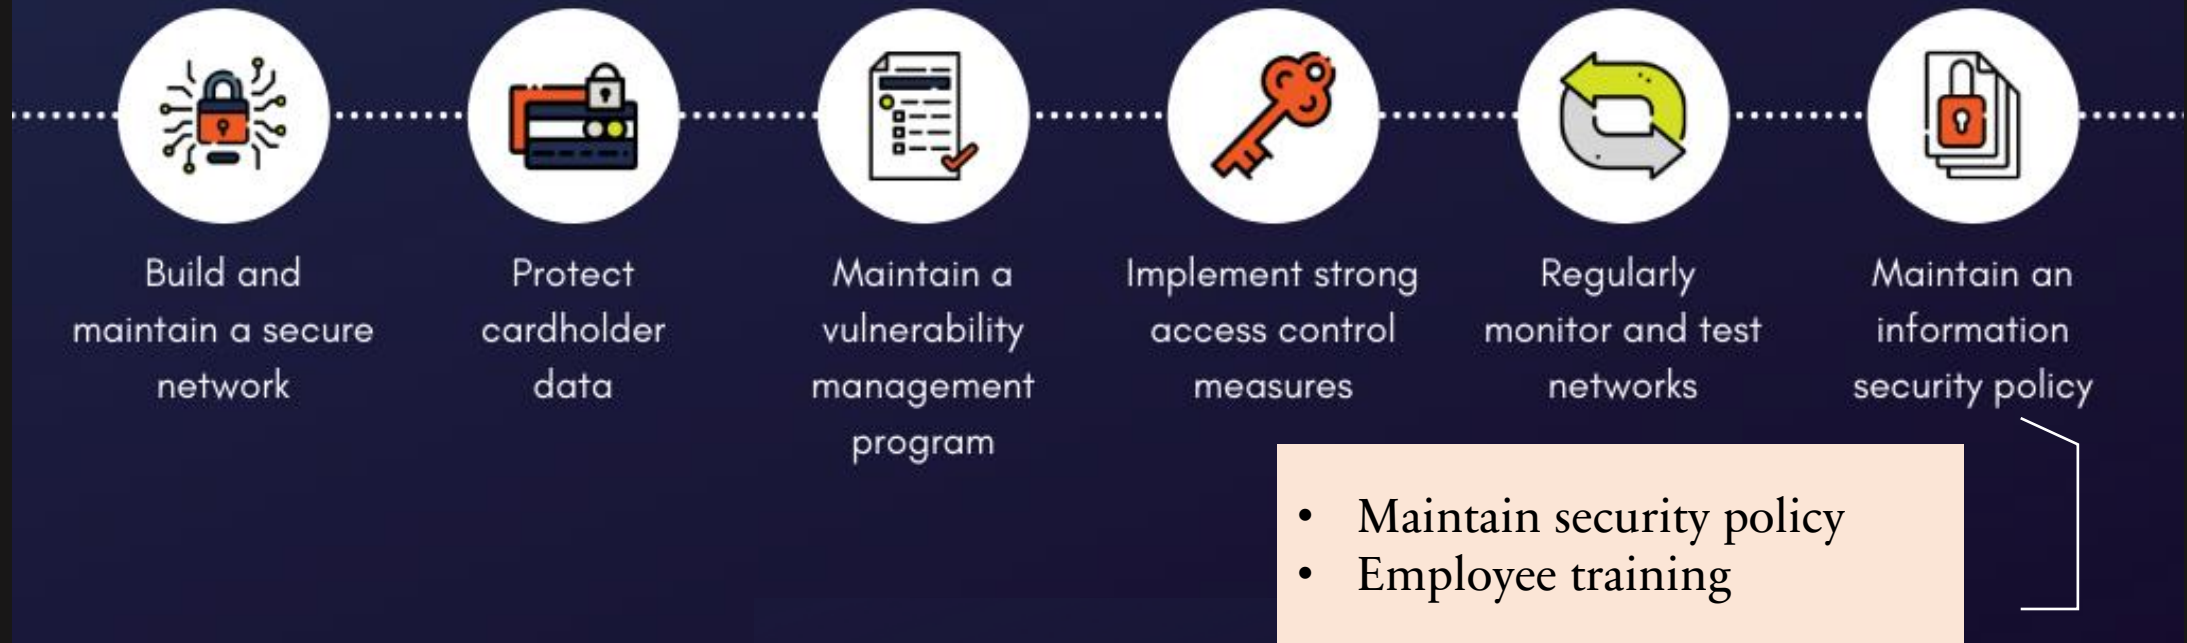 Build and
maintain a secure
network
Protect
cardholder
data
Maintain a
vulnerability
management
program
Implement strong
access control
measures
Regularly
monitor and test
networks
Maintain an
information
security policy
• Maintain security policy
• Employee training